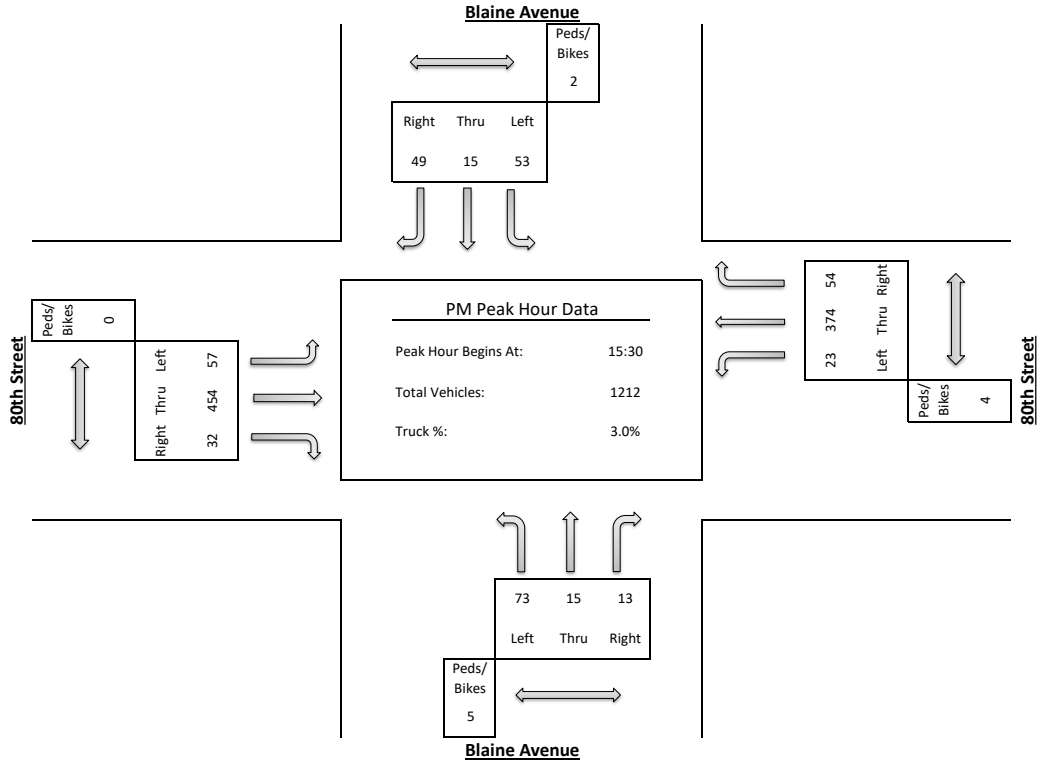 Blaine Avenue
Peds/
Bikes
2
Right Thru Left
49 15 53
54 Right
374 Thru
23 Left
Peds/
Bikes
4
80th Street
Peds/
Bikes
0
Left 57
Thru 454
Right 32
80th Street
PM Peak Hour Data
Peak Hour Begins At: 15:30
Total Vehicles: 1212
Truck %: 3.0%
73 15 13
Left Thru Right
Peds/
Bikes
5
Blaine Avenue